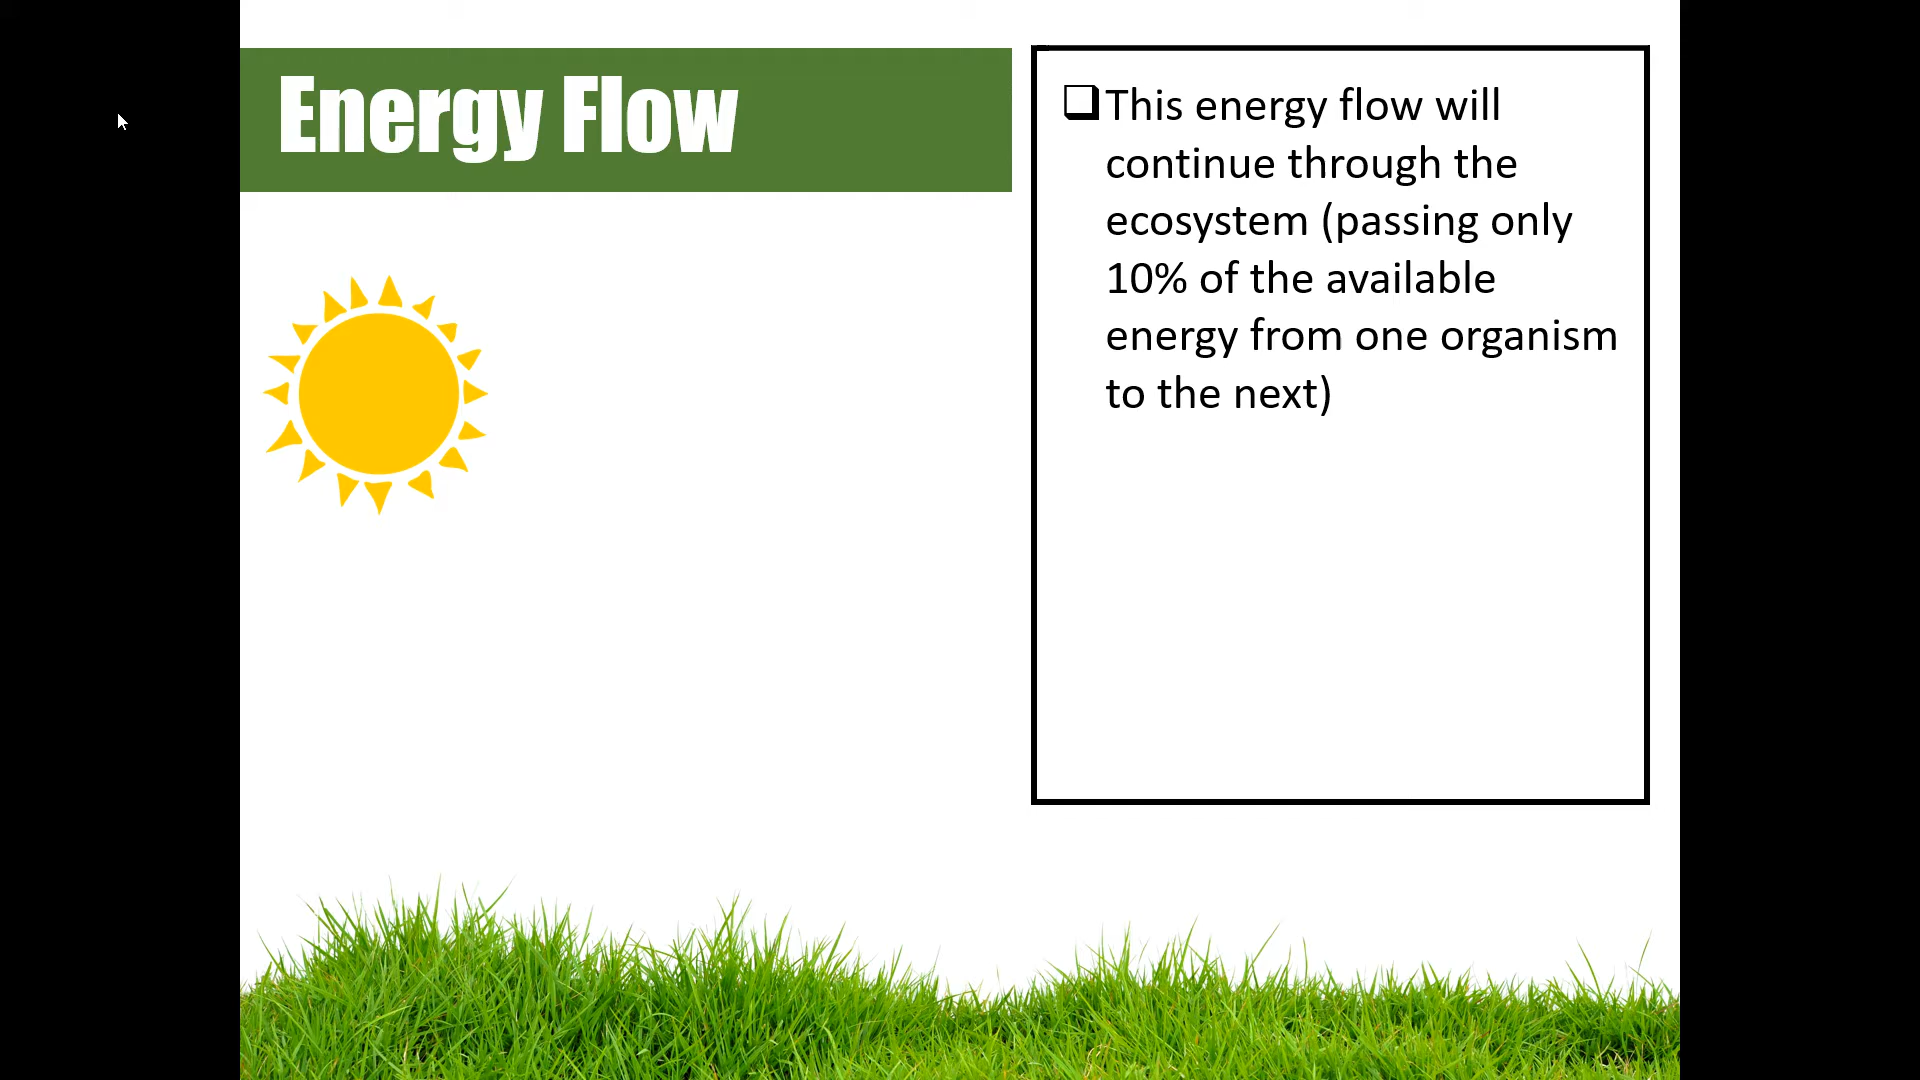 Energy Flow
❑This energy flow will
continue through the
ecosystem (passing only
10% of the available
energy from one organism
to the next)